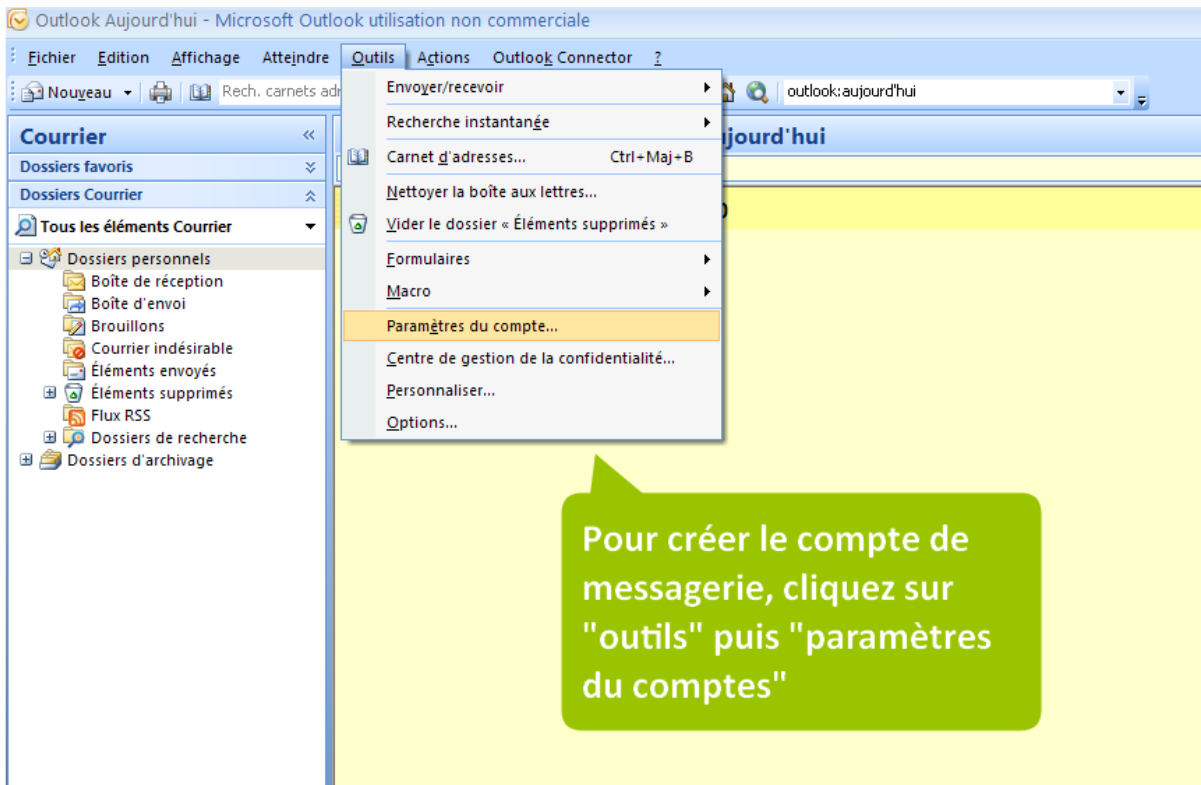 Outlook Aujourd'hui - Microsoft Outlook utilisation non commerciale
Fichier Edition Affichage Atteindre Outils Actions Outlook Connector ?
Nouveau Rech. carnets adr outlook:aujourd'hui
Courrier «
Dossiers favoris
Dossiers Courrier
Tous les éléments Courrier
Dossiers personnels
Boîte de réception
Boîte d'envoi
Brouillons
Courrier indésirable
Éléments envoyés
Éléments supprimés
Flux RSS
Dossiers de recherche
Dossiers d'archivage
Envoyer/recevoir
Recherche instantanée
Carnet d'adresses... Ctrl+Maj+B
Nettoyer la boîte aux lettres...
Vider le dossier « Éléments supprimés »
Formulaires
Macro
Paramètres du compte...
Centre de gestion de la confidentialité...
Personnaliser...
Options...
ujourd'hui
Pour créer le compte de
messagerie, cliquez sur
"outils" puis "paramètres
du comptes"